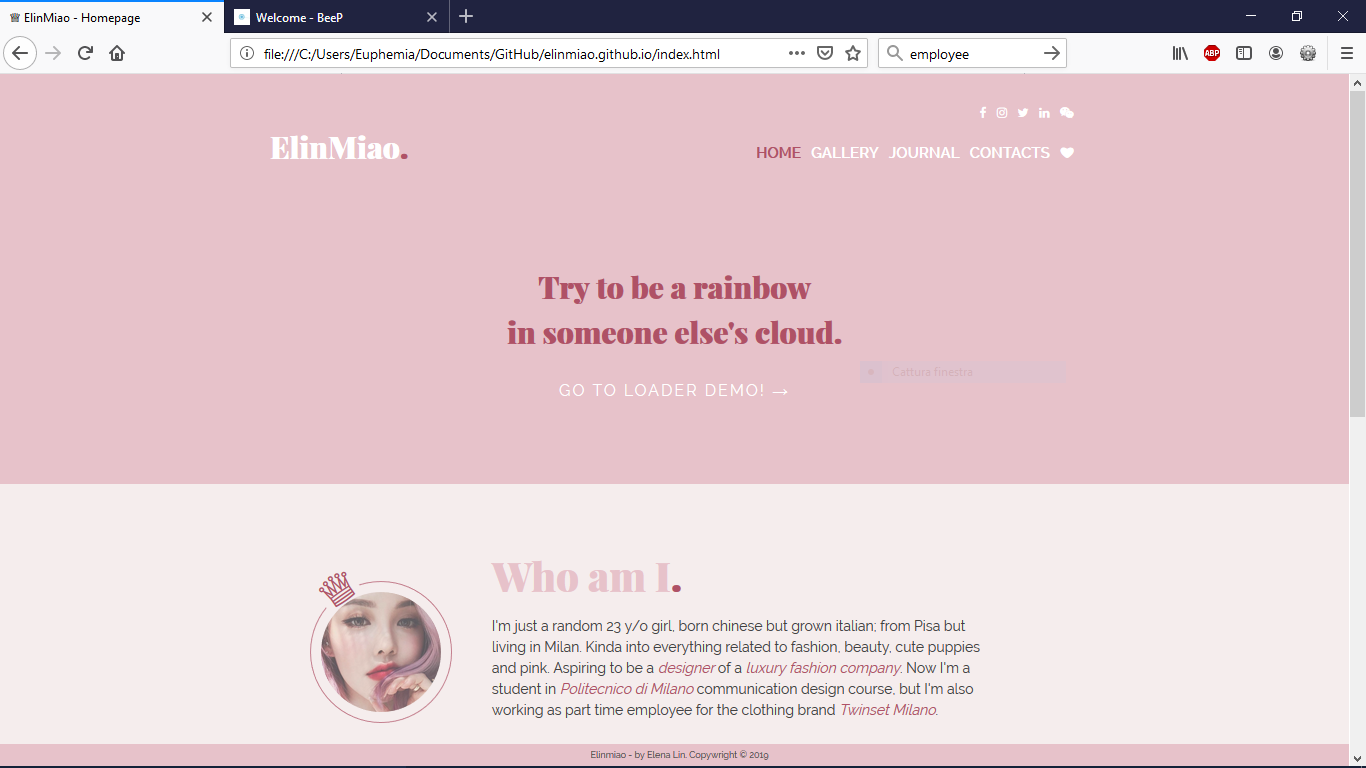 ElinMiao - Homepage
Welcome - BeeP
file:///C:/Users/Euphemia/Documents/GitHub/elinmiao.github.io/index.html
employee
ABP
ElinMiao.
HOME GALLERY JOURNAL CONTACTS
Try to be a rainbow
in someone else's cloud.
Cattura finestra
GO TO LOADER DEMO! →
Who am I.
I'm just a random 23 y/o girl, born chinese but grown italian; from Pisa but
living in Milan. Kinda into everything related to fashion, beauty, cute puppies
and pink. Aspiring to be a designer of a luxury fashion company. Now I'm a
student in Politecnico di Milano communication design course, but I'm also
working as part time employee for the clothing brand Twinset Milano.
Elinmiao - by Elena Lin. Copywright © 2019